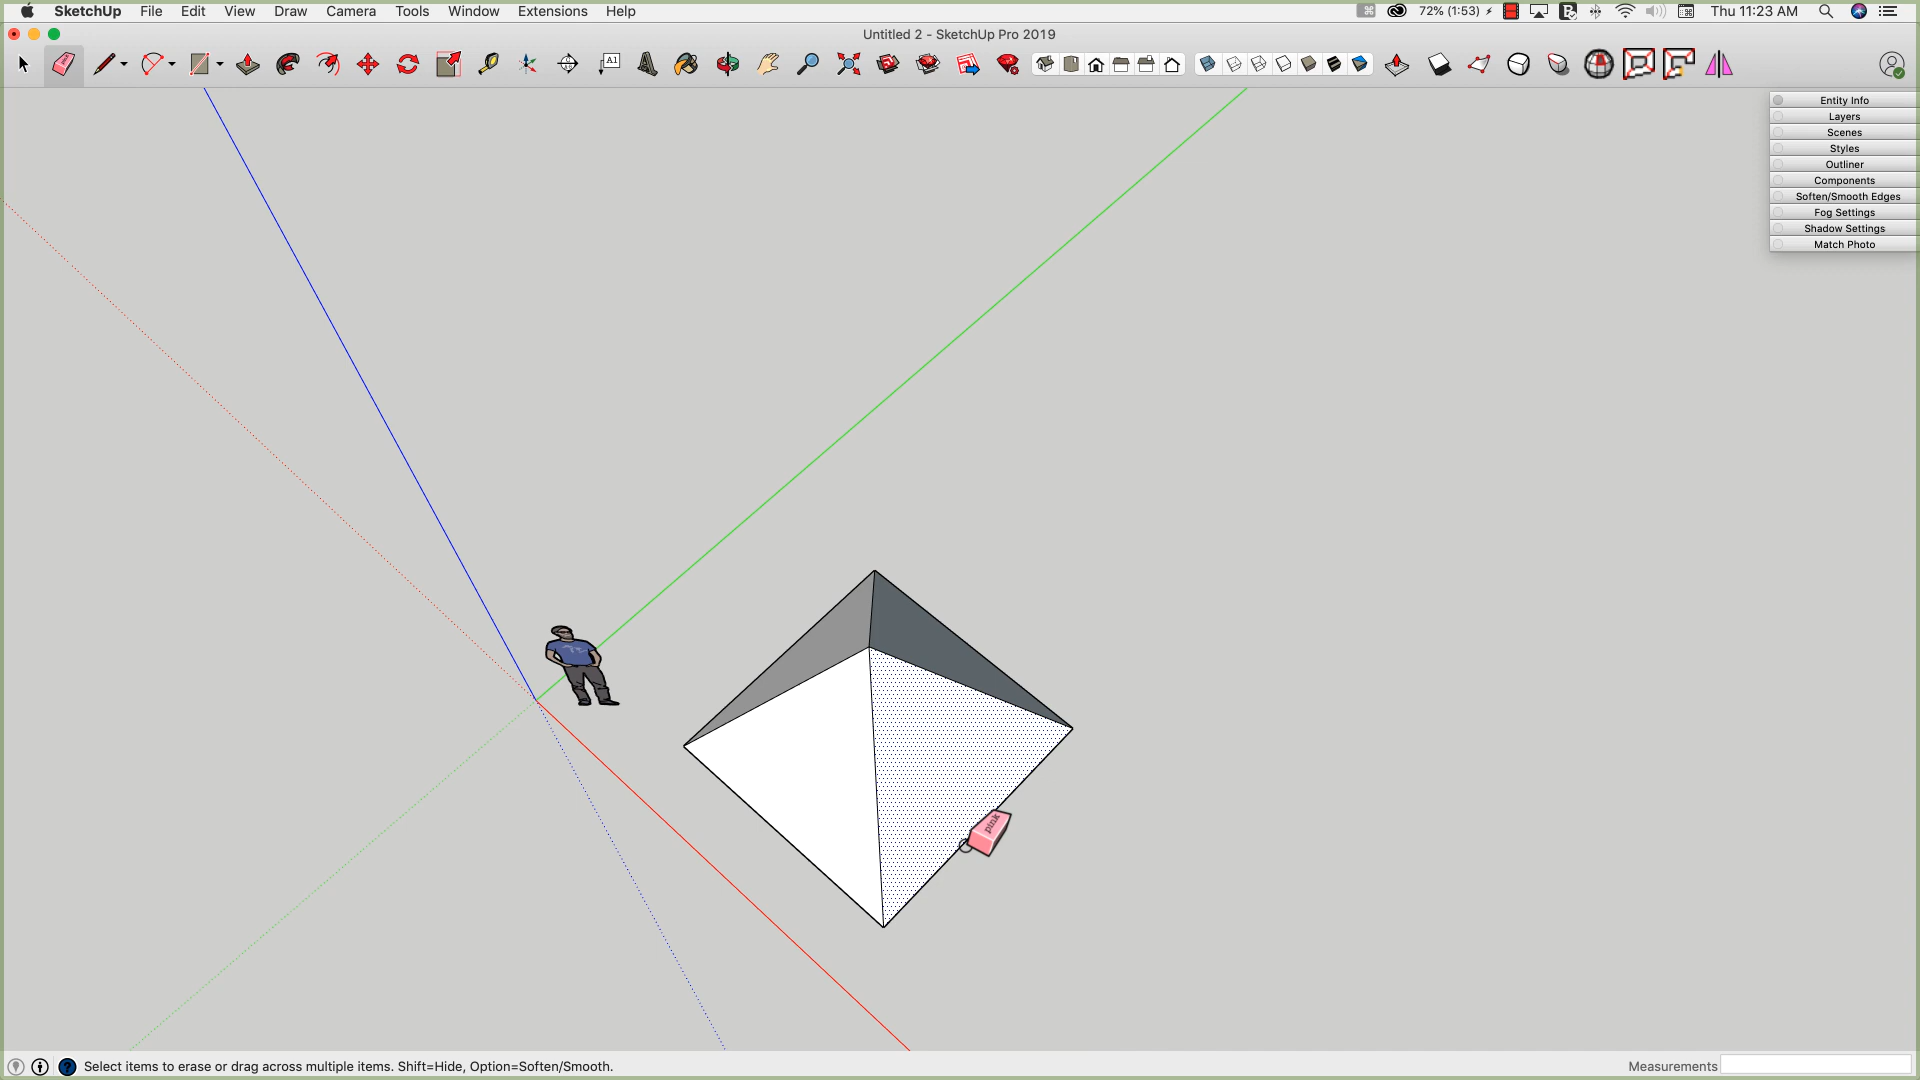 SketchUp File Edit View Draw Camera Tools Window Extensions Help 72% (1:53) Thu 11:23 AM
Untitled 2 - SketchUp Pro 2019
A1
Entity Info
Layers
Scenes
Styles
Outliner
Components
Soften/Smooth Edges
Fog Settings
Shadow Settings
Match Photo
pink
Select items to erase or drag across multiple items. Shift=Hide, Option=Soften/Smooth.
Measurements